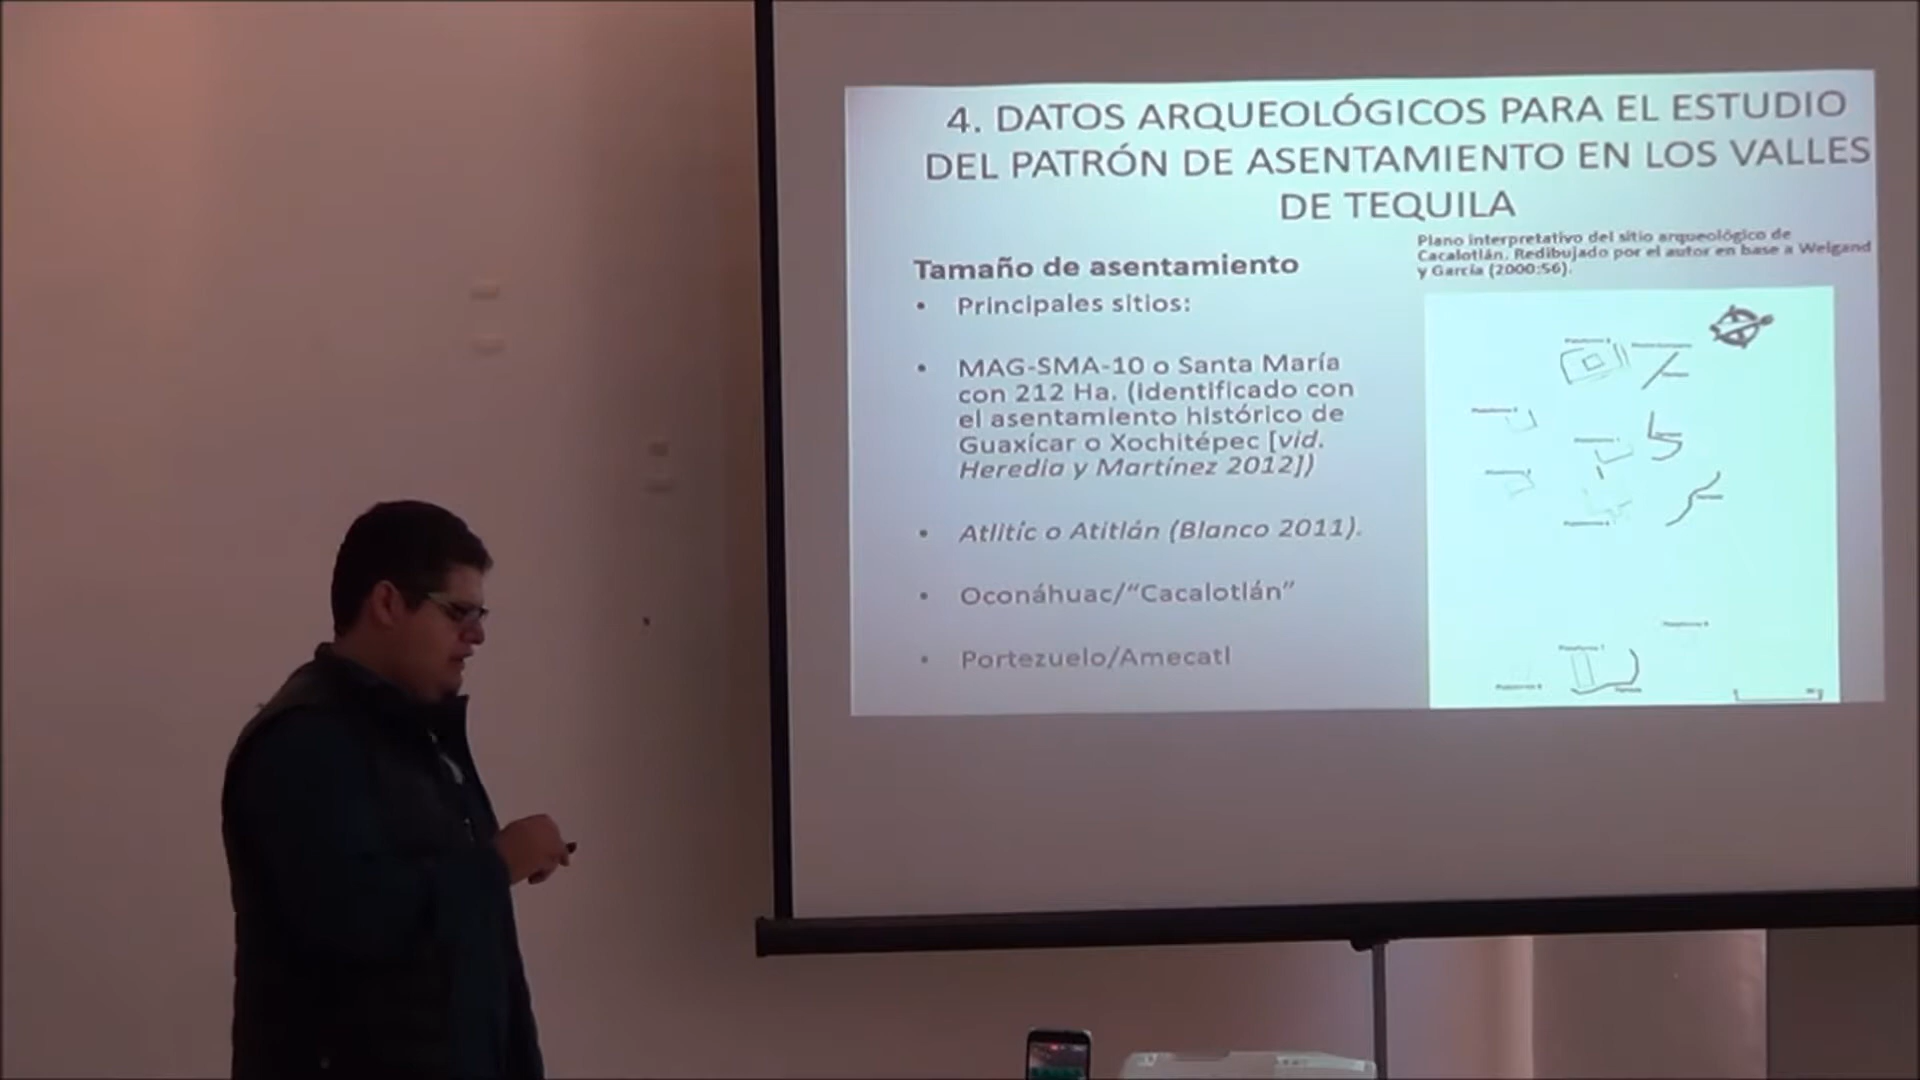 4. DATOS ARQUEOLÓGICOS PARA EL ESTUDIO
DEL PATRÓN DE ASENTAMIENTO EN LOS VALLES
DE TEQUILA
Tamaño de asentamiento
• Principales sitios:
• MAG-SMA-10 o Santa María
con 212 Ha. (identificado con
el asentamiento histórico de
Guaxícar o Xochitépec [vid.
Heredia y Martínez 2012])
• Atlitíc o Atitlán (Blanco 2011).
• Oconáhuac/“Cacalotlán”
• Portezuelo/Amecatl
Plano interpretativo del sitio arqueológico de
Cacalotlán. Redibujado por el autor en base a Weigand
y García (2000:56).